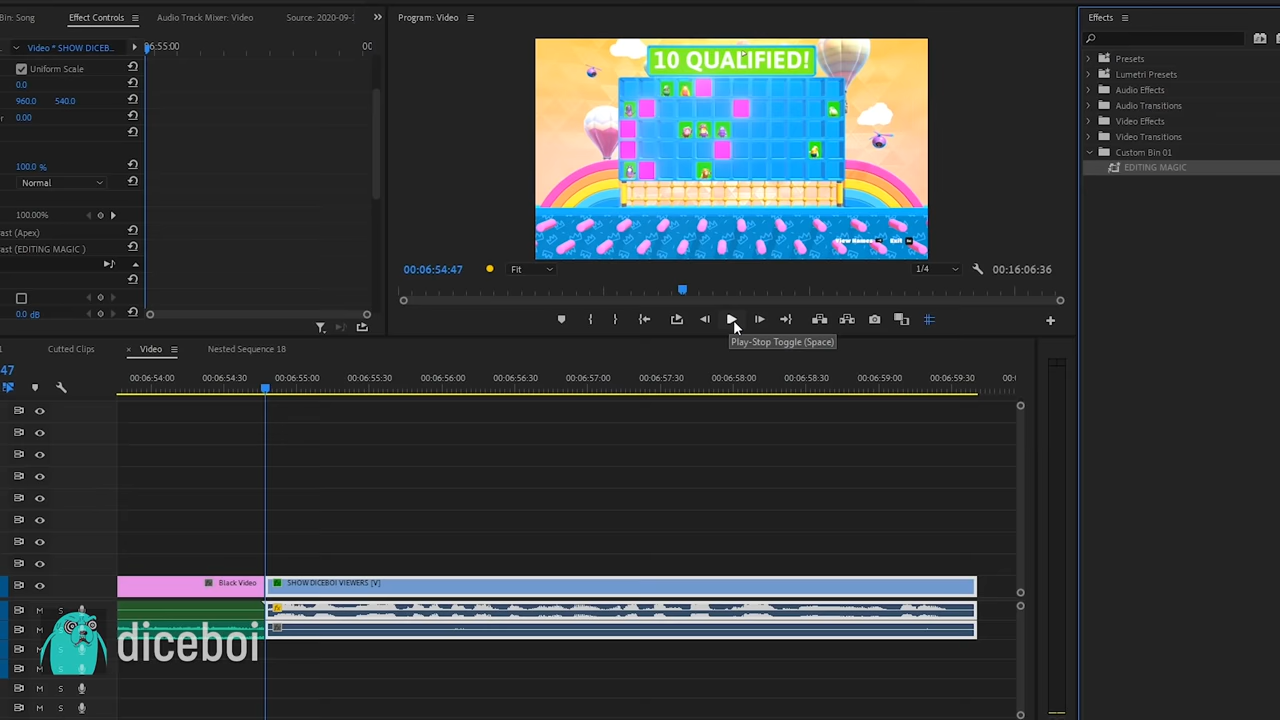 Bin: Song
Effect Controls
Audio Track Mixer: Video
Source: 2020-09-
Program: Video
Effects
Video * SHOW DICEB...
06:55:00
00
Uniform Scale
0.0
960.0 540.0
0.00
100.0 %
Normal
100.00%
ast (Apex)
ast (EDITING MAGIC )
0.0 dB
10 QUALIFIED!
View Names
Exit
00:06:54:47
Fit
1/4
00:16:06:36
Play-Stop Toggle (Space)
Presets
Lumetri Presets
Audio Effects
Audio Transitions
Video Effects
Video Transitions
Custom Bin 01
EDITING MAGIC
Cutted Clips
Video
Nested Sequence 18
47
00:06:54:00
00:06:54:30
00:06:55:00
00:06:55:30
00:06:56:00
00:06:56:30
00:06:57:00
00:06:57:30
00:06:58:00
00:06:58:30
00:06:59:00
00:06:59:30
00:
Black Video
SHOW DICEBOI VIEWERS [V]
M S
M
M
M
M S
M S
diceboi